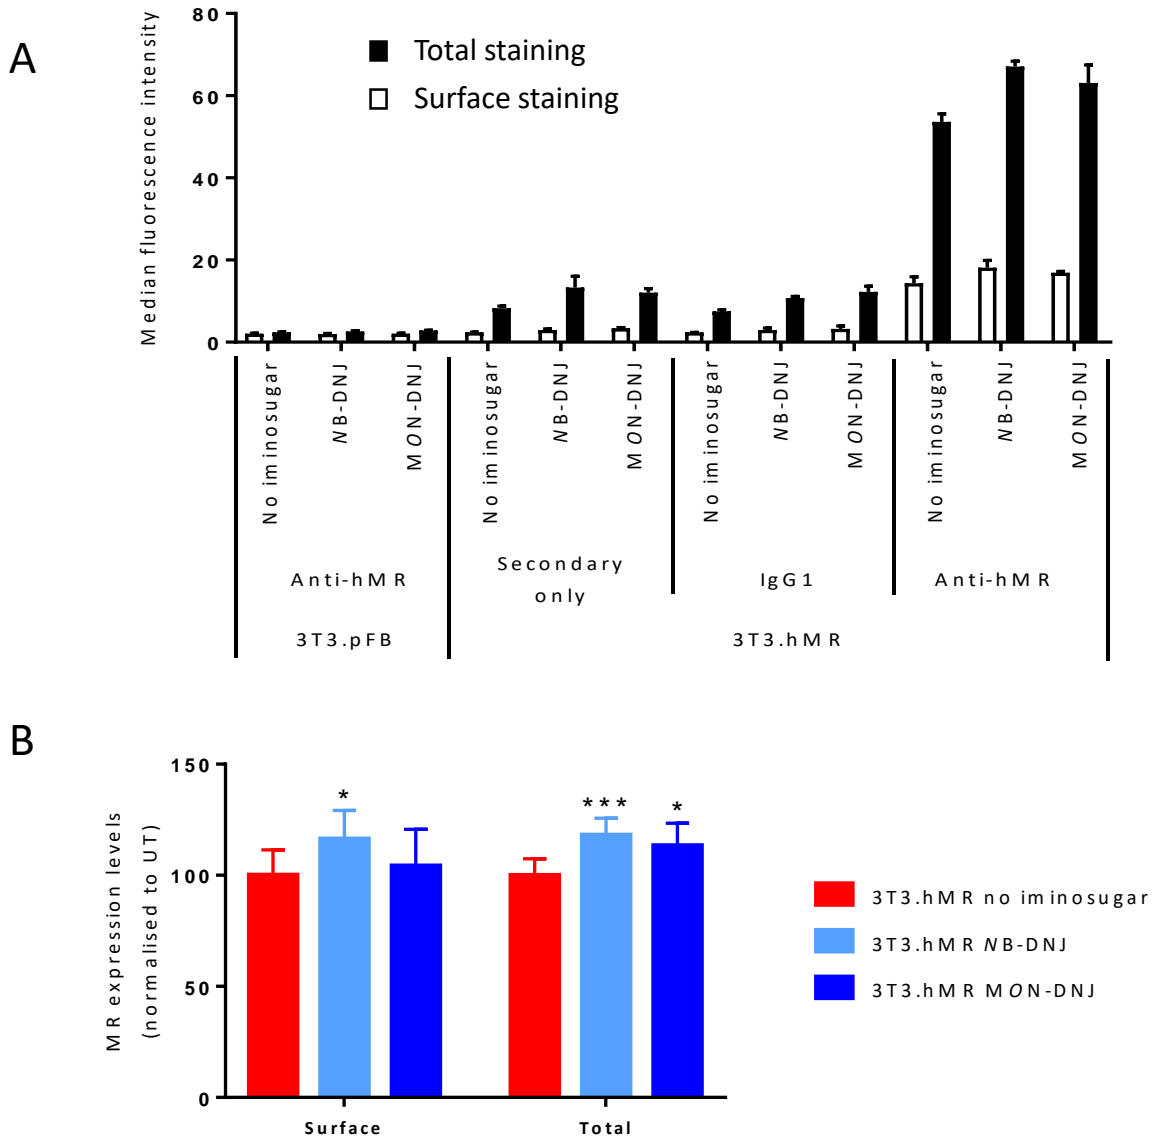 A
Median fluorescence intensity
80
60
40
20
0
Total staining
Surface staining
No iminosugar
NB-DNJ
MON-DNJ
No iminosugar
NB-DNJ
MON-DNJ
No iminosugar
NB-DNJ
MON-DNJ
No iminosugar
NB-DNJ
MON-DNJ
Anti-hMR
Secondary
only
IgG1
Anti-hMR
3T3.pFB
3T3.hMR
B
MR expression levels
(normalised to UT)
150
100
50
0
*
***
*
Surface
Total
3T3.hMR no iminosugar
3T3.hMR NB-DNJ
3T3.hMR MON-DNJ